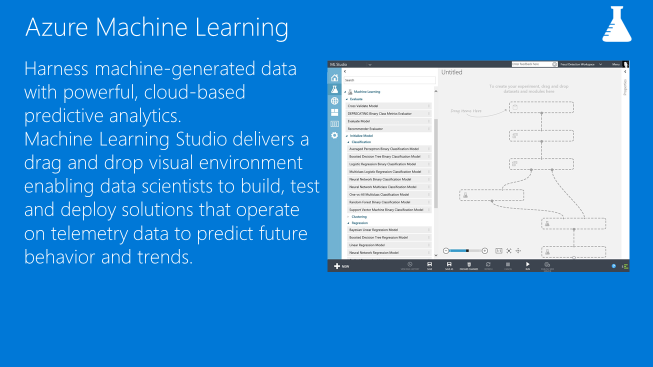 Azure Machine Learning
Harness machine-generated data
with powerful, cloud-based
predictive analytics.
Machine Learning Studio delivers a
drag and drop visual environment
enabling data scientists to build, test
and deploy solutions that operate
on telemetry data to predict future
behavior and trends.
ML Studio
Search
Machine Learning
Evaluate
Cross Validate Model
DEPRECATED Binary Class Metrics Evaluator
Evaluate Model
Recommender Evaluator
Initialize Model
Classification
Averaged Perceptron Binary Classification Model
Boosted Decision Tree Binary Classification Model
Logistic Regression Binary Classification Model
Multiclass Logistic Regression Classification Model
Neural Network Binary Classification Model
Neural Network Multiclass Classification Model
One-vs-All Multiclass Classification Model
Random Forest Binary Classification Model
Support Vector Machine Binary Classification Model
Clustering
Regression
Bayesian Linear Regression Model
Boosted Decision Tree Regression Model
Linear Regression Model
Neural Network Regression Model
Untitled
To create your experiment, drag and drop
datasets and modules here
Drag Items Here
Properties
NEW